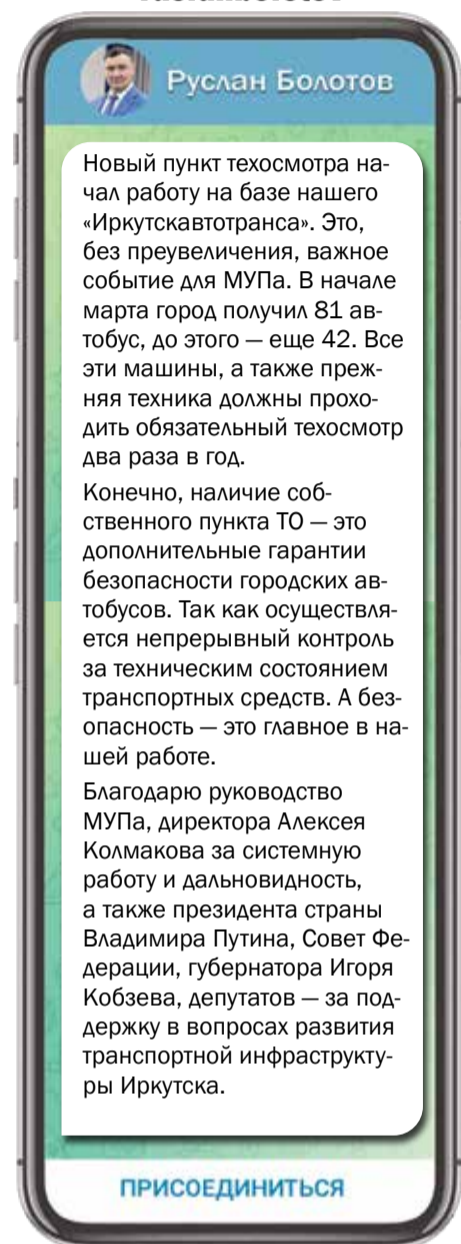 Руслан Болотов
Новый пункт техосмотра на-
чал работу на базе нашего
«Иркутскавтотранса». Это,
без преувеличения, важное
событие для МУПа. В начале
марта город получил 81 ав-
тобус, до этого — еще 42. Все
эти машины, а также преж-
няя техника должны прохо-
дить обязательный техосмотр
два раза в год.
Конечно, наличие соб-
ственного пункта ТО — это
дополнительные гарантии
безопасности городских ав-
тобусов. Так как осуществля-
ется непрерывный контроль
за техническим состоянием
транспортных средств. А без-
опасность — это главное в на-
шей работе.
Благодарю руководство
МУПа, директора Алексея
Колмакова за системную
работу и дальновидность,
а также президента страны
Владимира Путина, Совет Фе-
дерации, губернатора Игоря
Кобзева, депутатов — за под-
держку в вопросах развития
транспортной инфраструкту-
ры Иркутска.
ПРИСОЕДИНИТЬСЯ